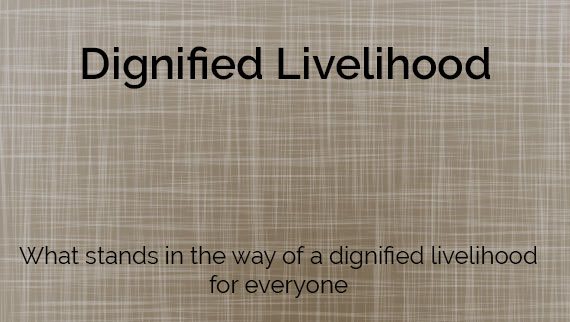 Dignified Livelihood
What stands in the way of a dignified livelihood
for everyone